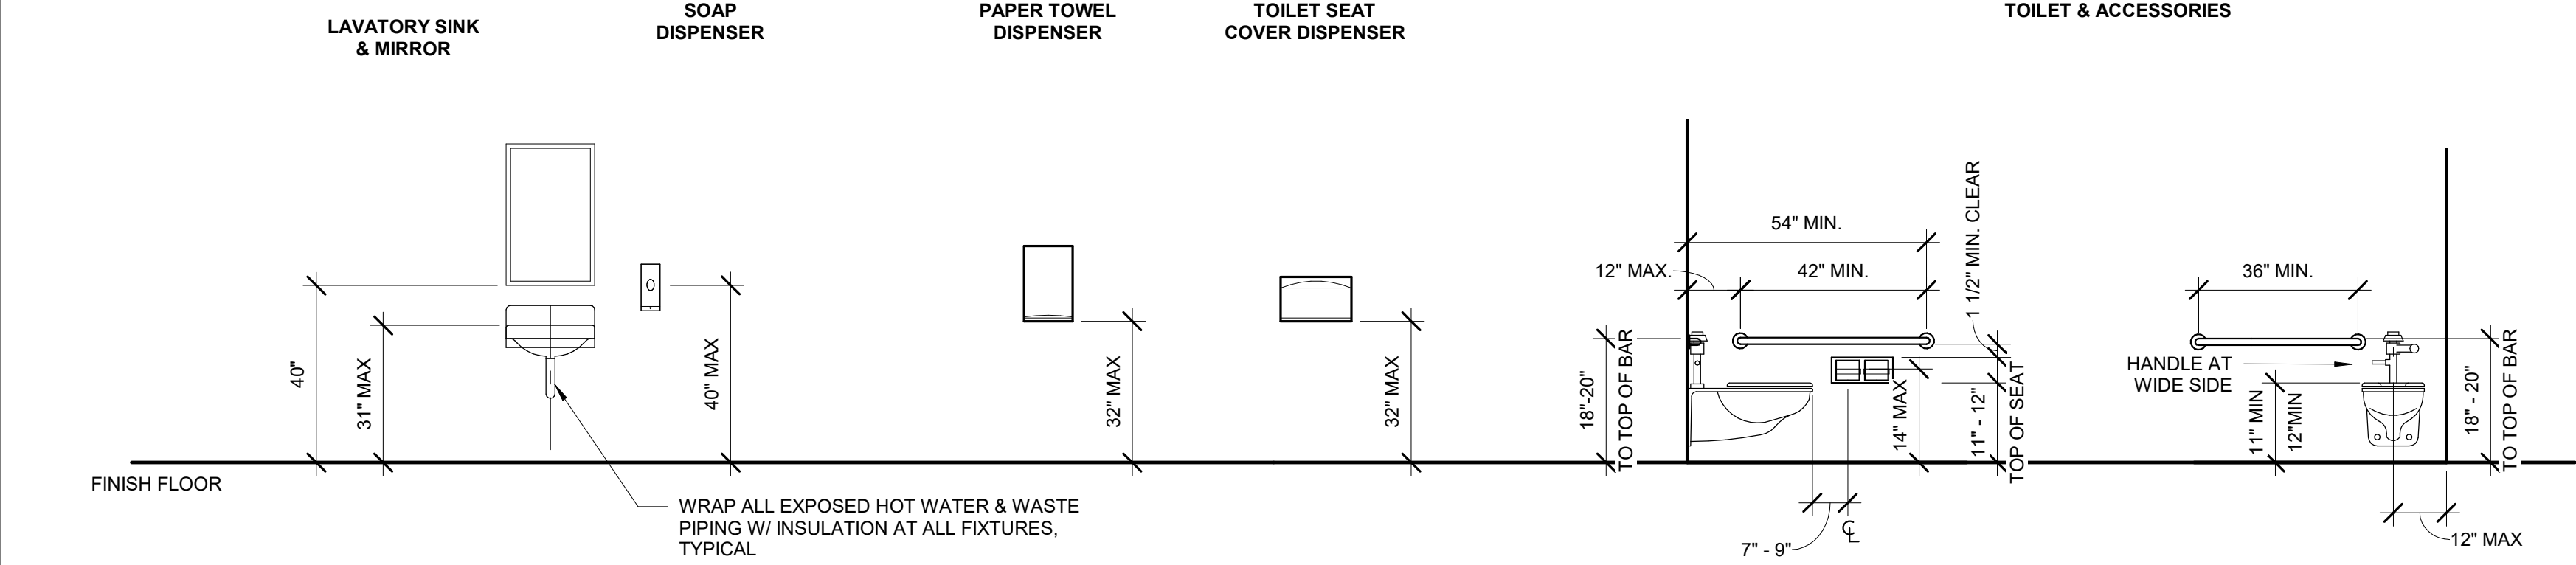 LAVATORY SINK
& MIRROR
SOAP
DISPENSER
PAPER TOWEL
DISPENSER
TOILET SEAT
COVER DISPENSER
TOILET & ACCESSORIES
40"
31" MAX
40" MAX
32" MAX
32" MAX
FINISH FLOOR
WRAP ALL EXPOSED HOT WATER & WASTE
PIPING W/ INSULATION AT ALL FIXTURES,
TYPICAL
54" MIN.
12" MAX.
42" MIN.
1 1/2" MIN. CLEAR
18"-20"
TO TOP OF BAR
14" MAX
11" - 12"
TOP OF SEAT
7" - 9"
CL
36" MIN.
HANDLE AT
WIDE SIDE
11" MIN
12"MIN
18" - 20"
TO TOP OF BAR
12" MAX